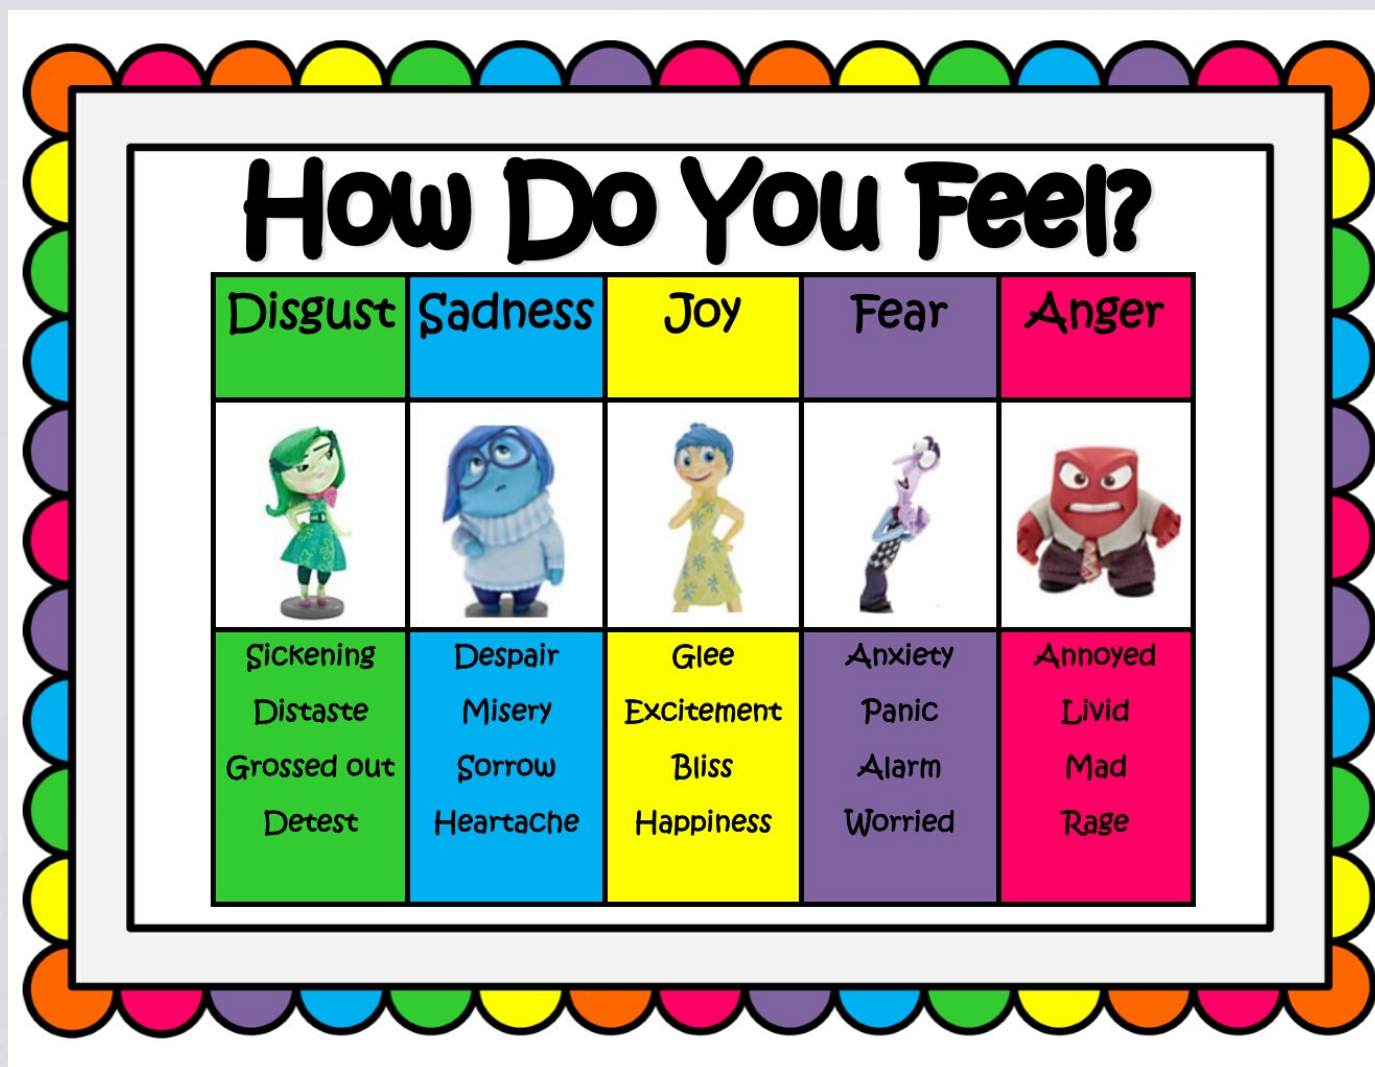 How Do You Feel?
Disgust Sadness Joy Fear Anger
Sickening Despair Glee Anxiety Annoyed
Distaste Misery Excitement Panic Livid
Grossed out Sorrow Bliss Alarm Mad
Detest Heartache Happiness Worried Rage